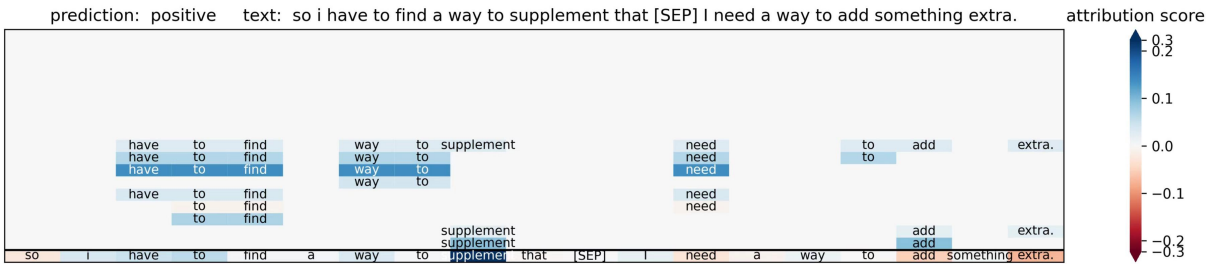 prediction: positive text: so i have to find a way to supplement that [SEP] I need a way to add something extra. attribution score
0.3
0.2
0.1
0.0
−0.1
−0.2
−0.3
have to find way to supplement need to add extra.
have to find way to need to
have to find way to need
way to
have to find need
to find need
to find
supplement add extra.
supplement add
so i have to find a way to upplemen that [SEP] I need a way to add something extra.